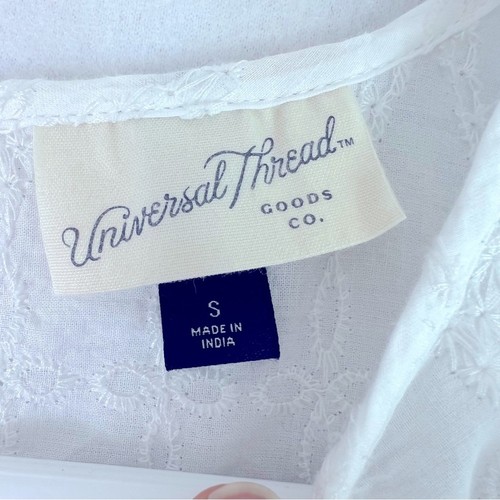 Universal Thread™
GOODS
CO.
S
MADE IN
INDIA